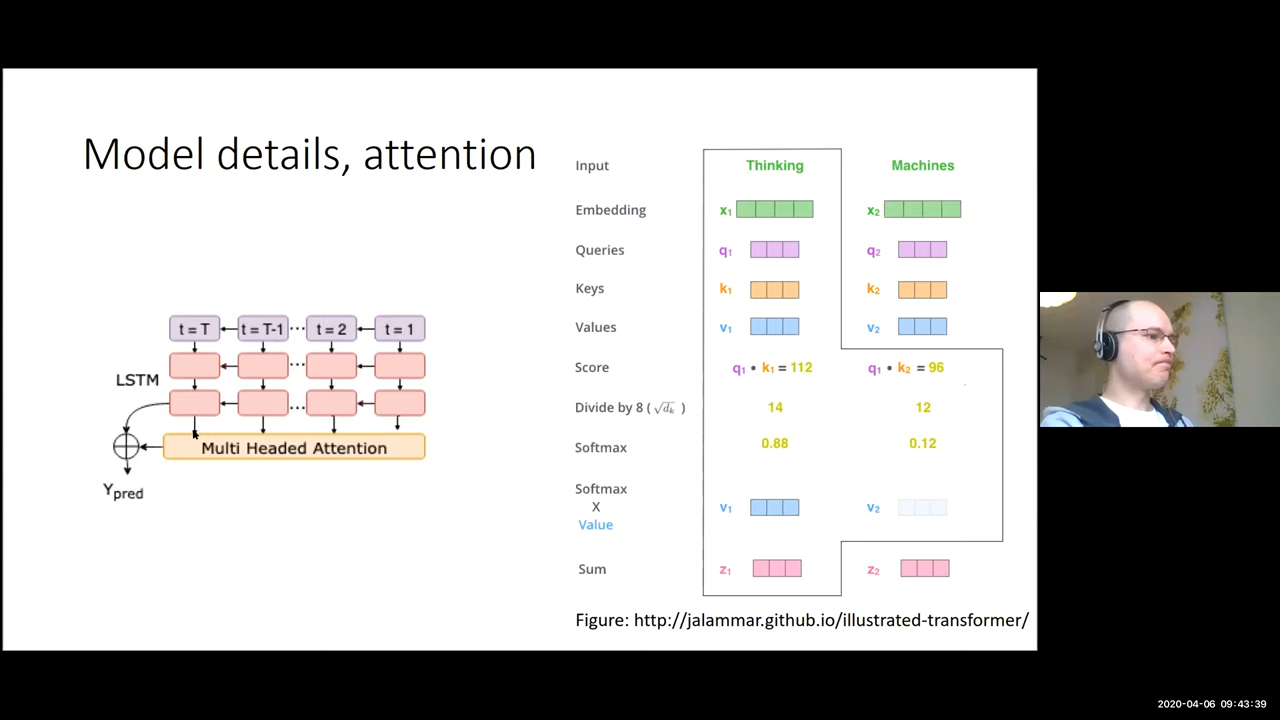 Model details, attention
t = T
t = T-1
...
t = 2
t = 1
LSTM
...
...
Multi Headed Attention
Ypred
Input Thinking Machines
Embedding x1 x2
Queries q1 q2
Keys k1 k2
Values v1 v2
Score q1 • k1 = 112 q1 • k2 = 96
Divide by 8 ( √dk ) 14 12
Softmax 0.88 0.12
Softmax
X
Value
v1 v2
Sum z1 z2
Figure: http://jalammar.github.io/illustrated-transformer/
2020-04-06 09:43:39